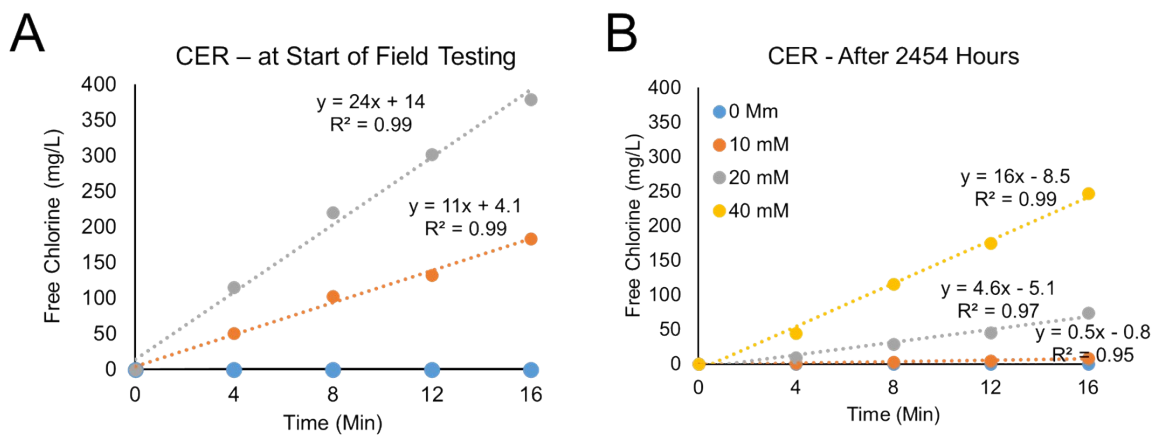 A
CER – at Start of Field Testing
400
350
300
250
200
150
100
50
0
Free Chlorine (mg/L)
y = 24x + 14
R² = 0.99
y = 11x + 4.1
R² = 0.99
0 4 8 12 16
Time (Min)
B
CER - After 2454 Hours
400
350
300
250
200
150
100
50
0
Free Chlorine (mg/L)
0 Mm
10 mM
20 mM
40 mM
y = 16x - 8.5
R² = 0.99
y = 4.6x - 5.1
R² = 0.97
y = 0.5x - 0.8
R² = 0.95
0 4 8 12 16
Time (Min)